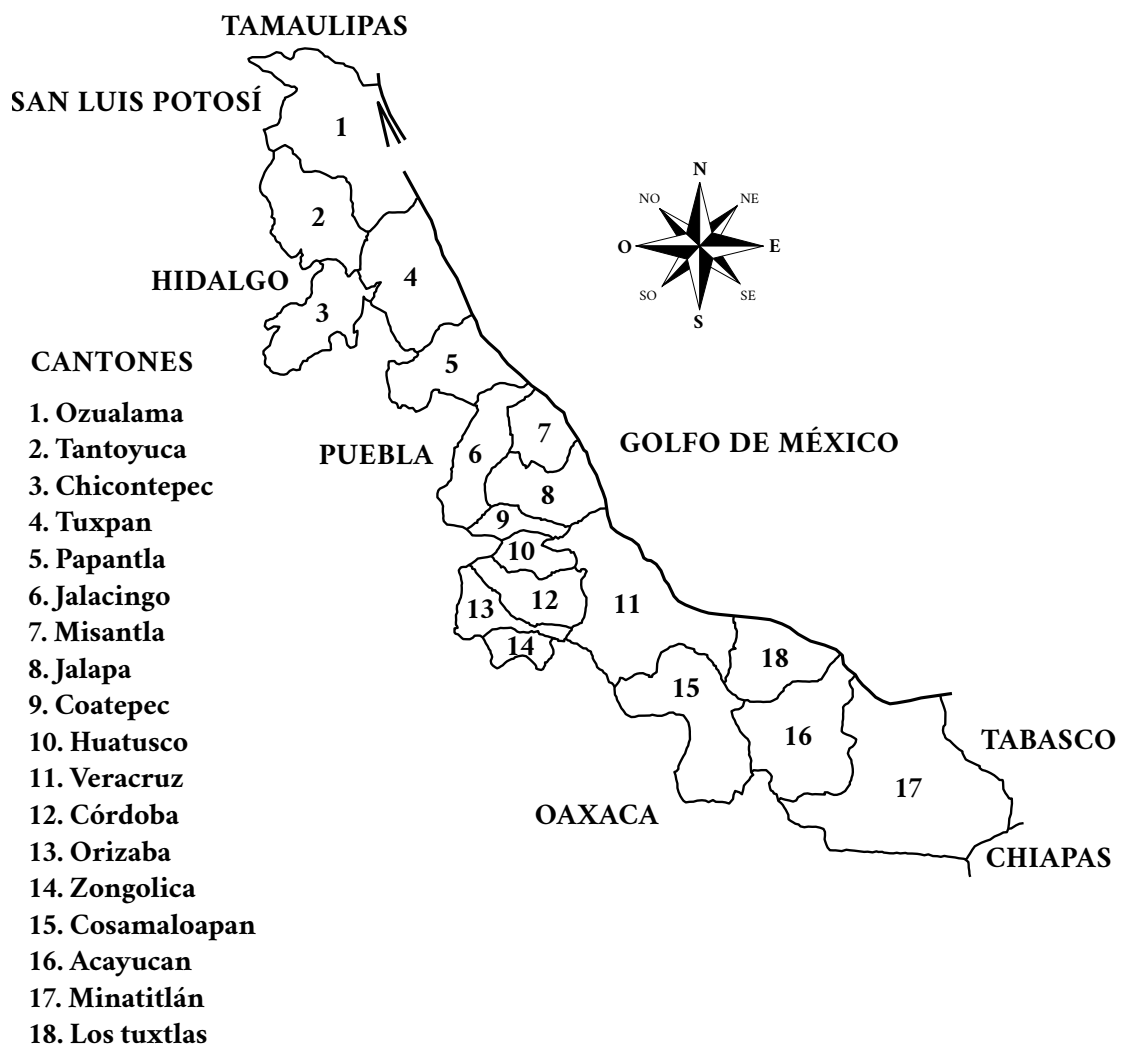 TAMAULIPAS
SAN LUIS POTOSÍ
1
N
NO
NE
2
O
E
HIDALGO
4
SO
SE
3
S
CANTONES
5
1. Ozualama
2. Tantoyuca
3. Chicontepec
4. Tuxpan
5. Papantla
6. Jalacingo
7. Misantla
8. Jalapa
9. Coatepec
10. Huatusco
11. Veracruz
12. Córdoba
13. Orizaba
14. Zongolica
15. Cosamaloapan
16. Acayucan
17. Minatitlán
18. Los tuxtlas
PUEBLA
6
7
GOLFO DE MÉXICO
8
9
10
11
12
13
14
18
15
16
TABASCO
17
OAXACA
CHIAPAS